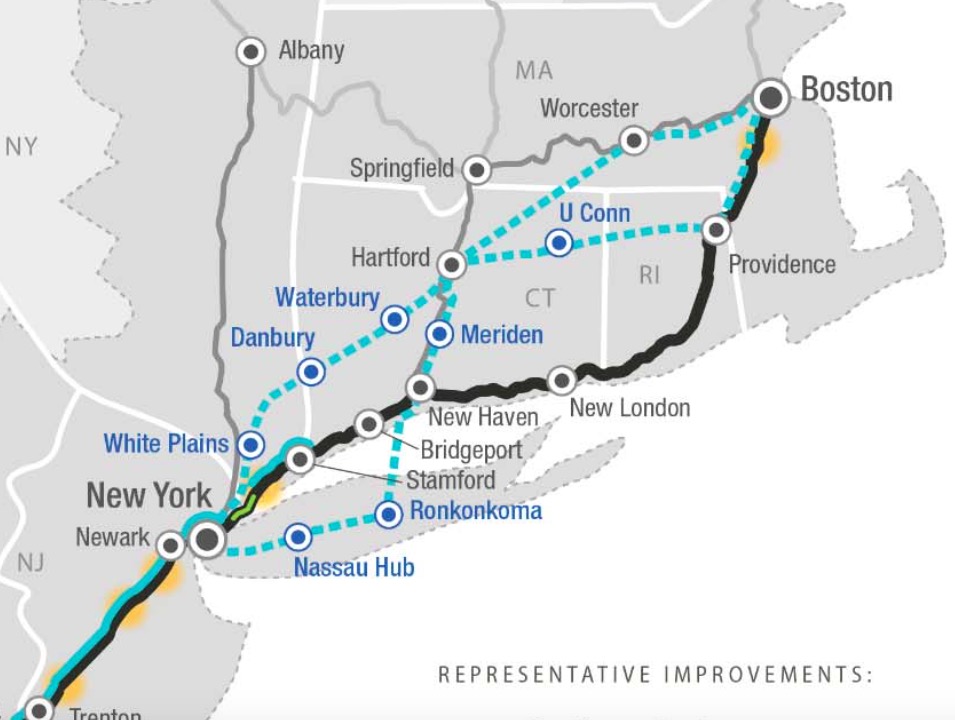 Albany
MA
Boston
Worcester
NY
Springfield
U Conn
Hartford
Providence
RI
Waterbury
CT
Danbury
Meriden
New Haven
New London
White Plains
Bridgeport
Stamford
New York
Ronkonkoma
Newark
NJ
Nassau Hub
REPRESENTATIVE IMPROVEMENTS:
Trenton